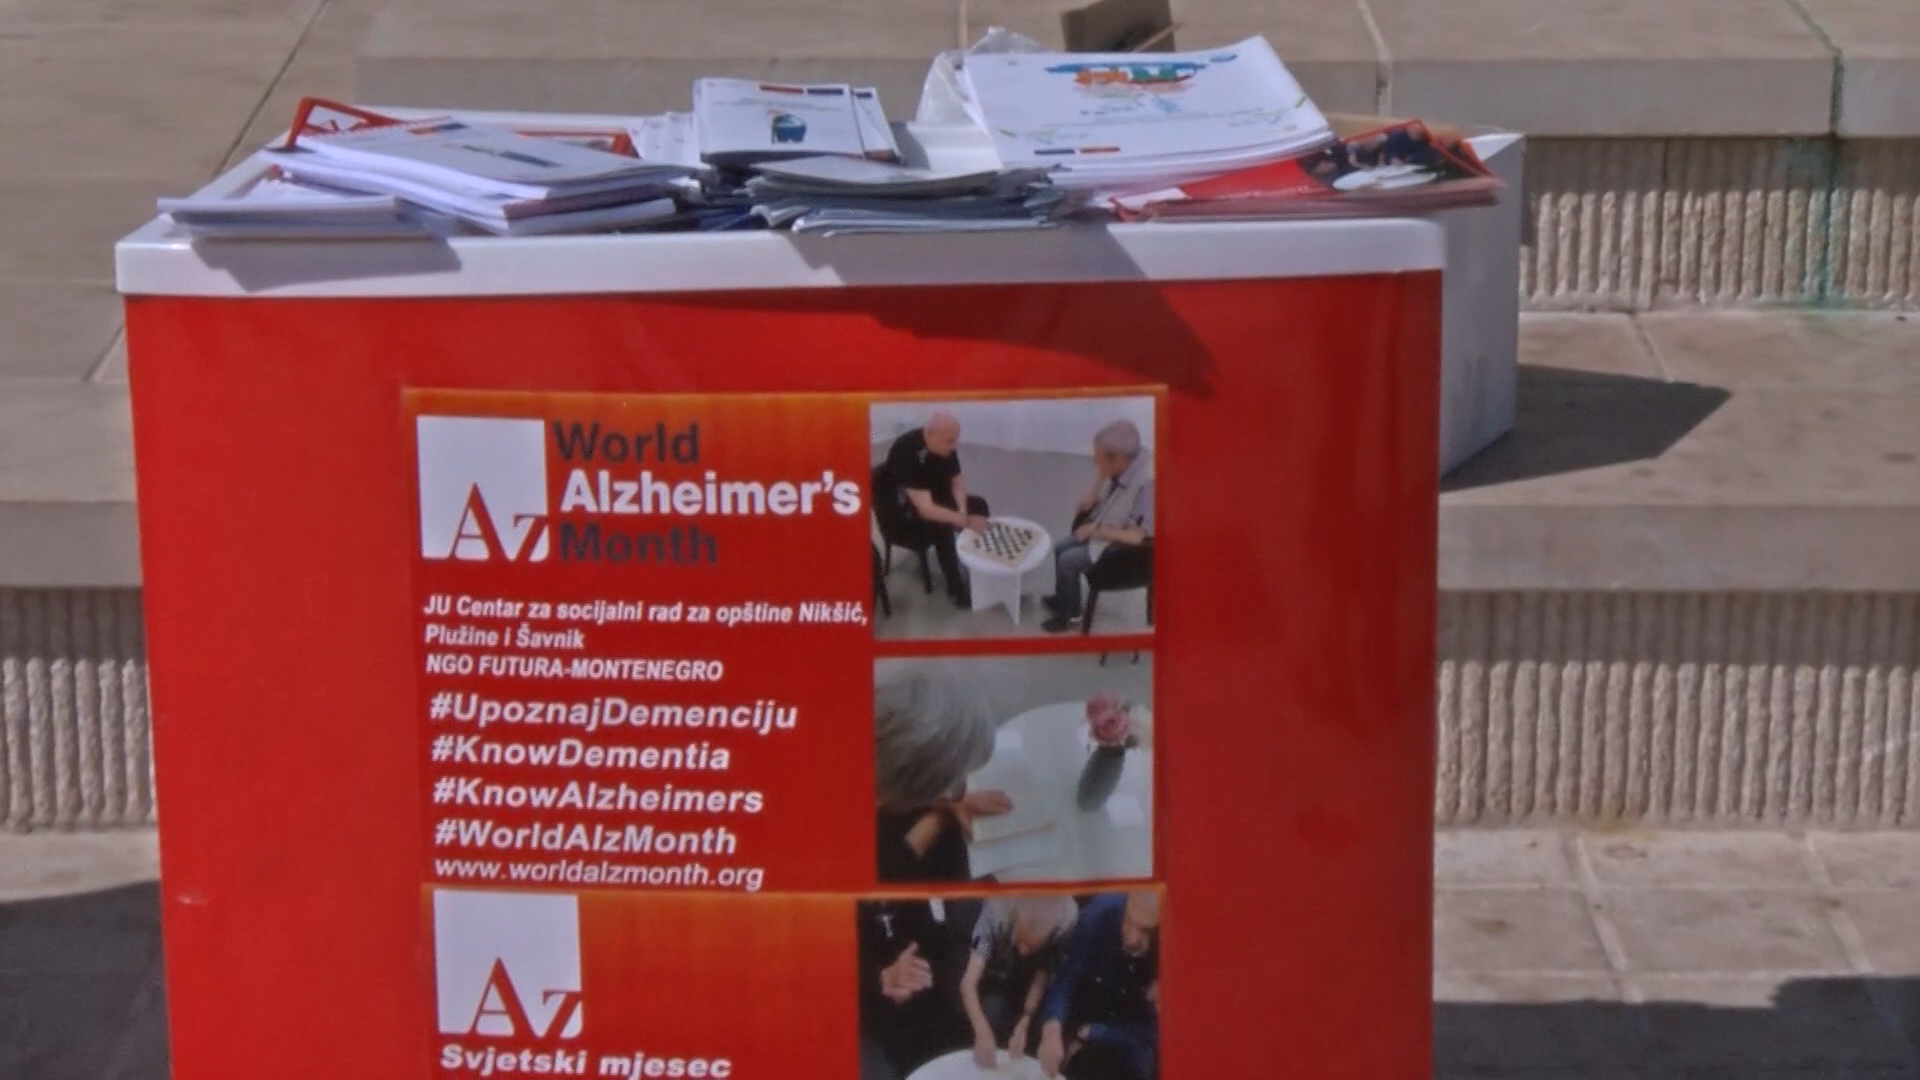 World
Alzheimer's
Month
Az
JU Centar za socijalni rad za opštine Nikšić,
Plužine i Šavnik
NGO FUTURA-MONTENEGRO
#UpoznajDemenciju
#KnowDementia
#KnowAlzheimers
#WorldAlzMonth
www.worldalzmonth.org
Az
Svjetski mjesec